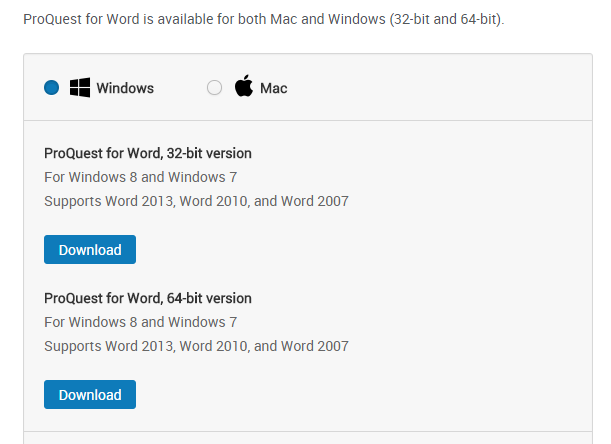 ProQuest for Word is available for both Mac and Windows (32-bit and 64-bit).
Windows Mac
ProQuest for Word, 32-bit version
For Windows 8 and Windows 7
Supports Word 2013, Word 2010, and Word 2007
Download
ProQuest for Word, 64-bit version
For Windows 8 and Windows 7
Supports Word 2013, Word 2010, and Word 2007
Download